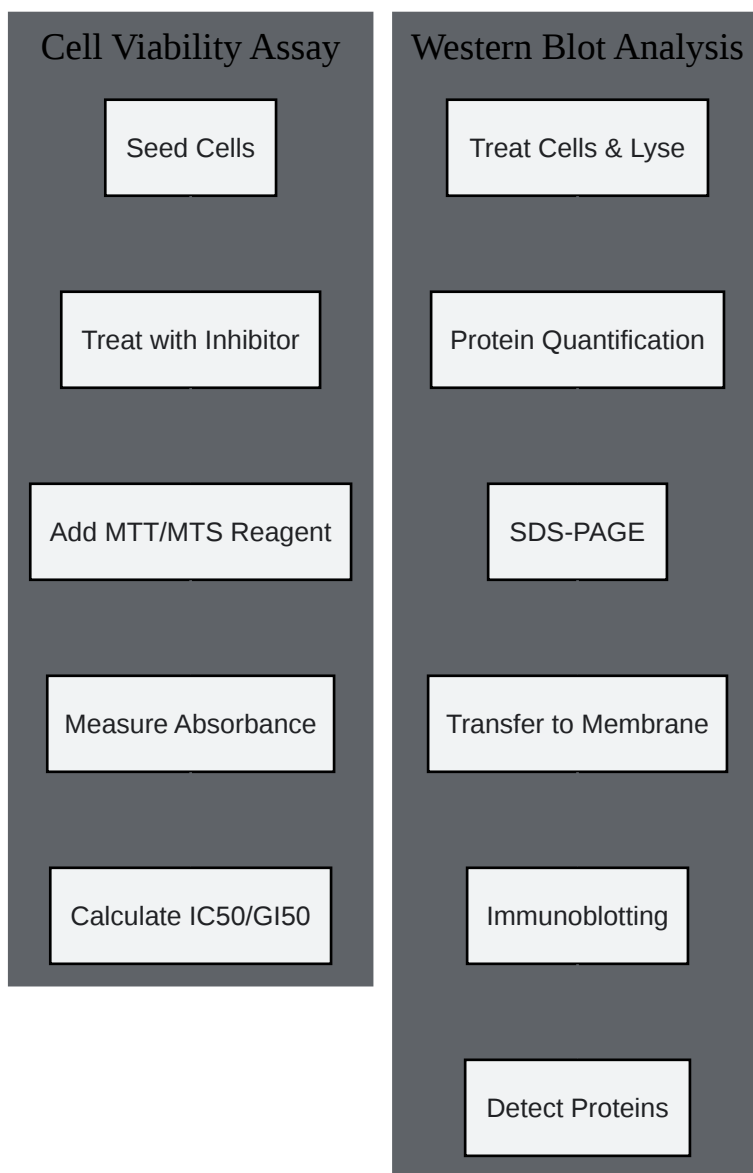 Cell Viability Assay
Seed Cells
Treat with Inhibitor
Add MTT/MTS Reagent
Measure Absorbance
Calculate IC50/GI50
Western Blot Analysis
Treat Cells & Lyse
Protein Quantification
SDS-PAGE
Transfer to Membrane
Immunoblotting
Detect Proteins